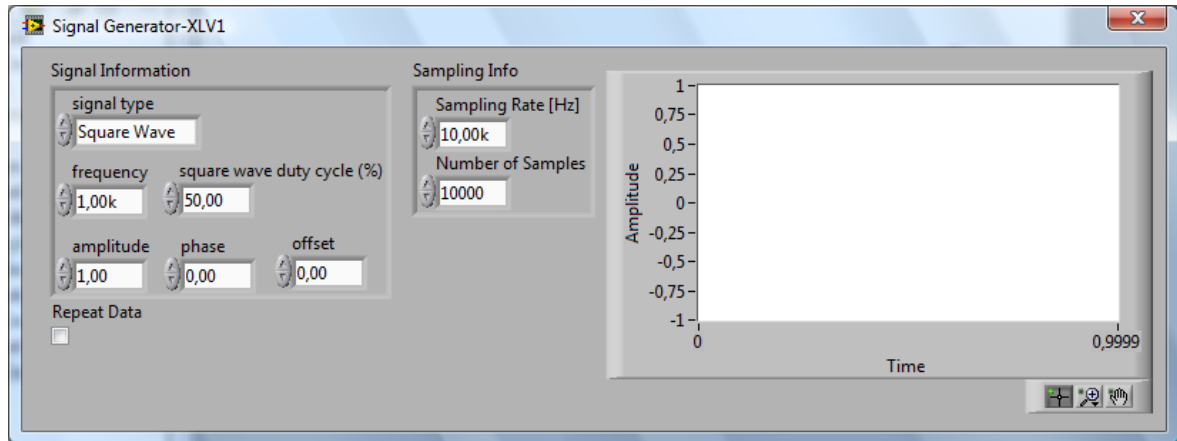 Signal Generator-XLV1
X
Signal Information
signal type
Square Wave
frequency square wave duty cycle (%)
1,00k 50,00
amplitude phase offset
1,00 0,00 0,00
Repeat Data
Sampling Info
Sampling Rate [Hz]
10,00k
Number of Samples
10000
Amplitude
1
0,75
0,5
0,25
0
-0,25
-0,5
-0,75
-1
0 0,9999
Time